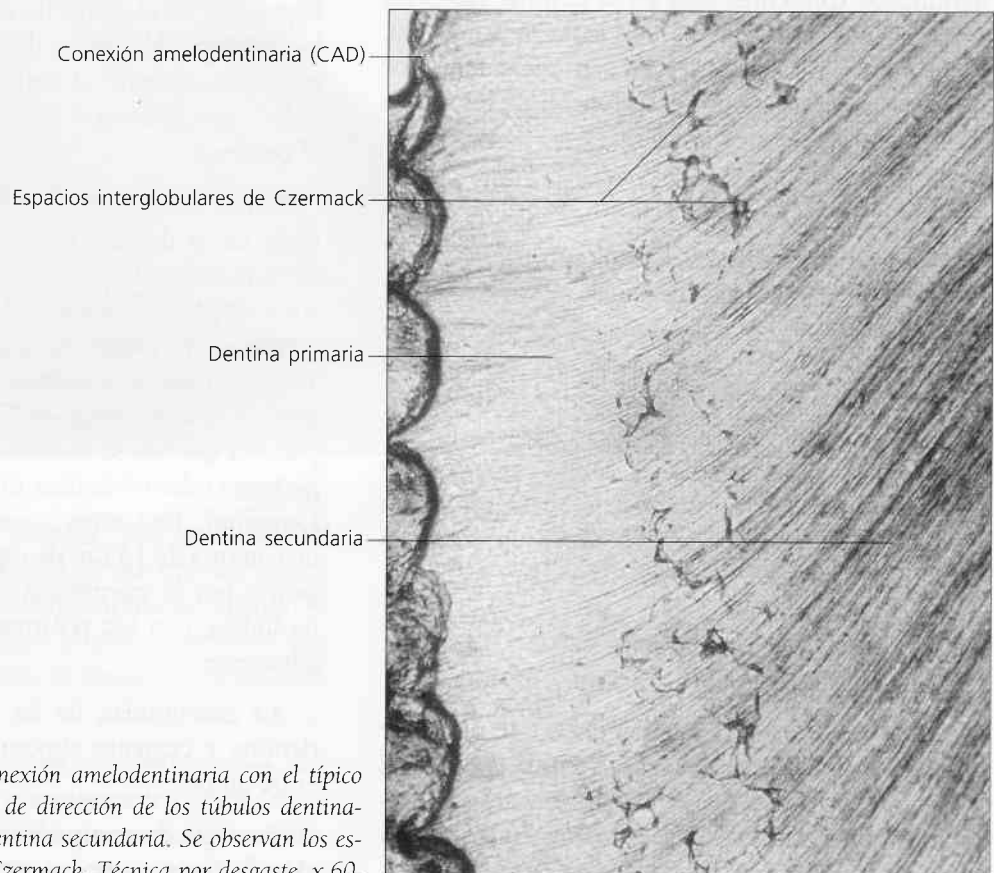 Conexión amelodentinaria (CAD)
Espacios interglobulares de Czermack
Dentina primaria
Dentina secundaria
nexión amelodentinaria con el típico
de dirección de los túbulos dentina-
entina secundaria. Se observan los es-
Czermack. Técnica por desgaste, x 60.